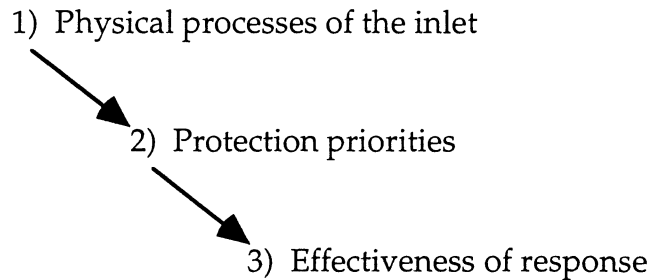 1) Physical processes of the inlet
2) Protection priorities
3) Effectiveness of response